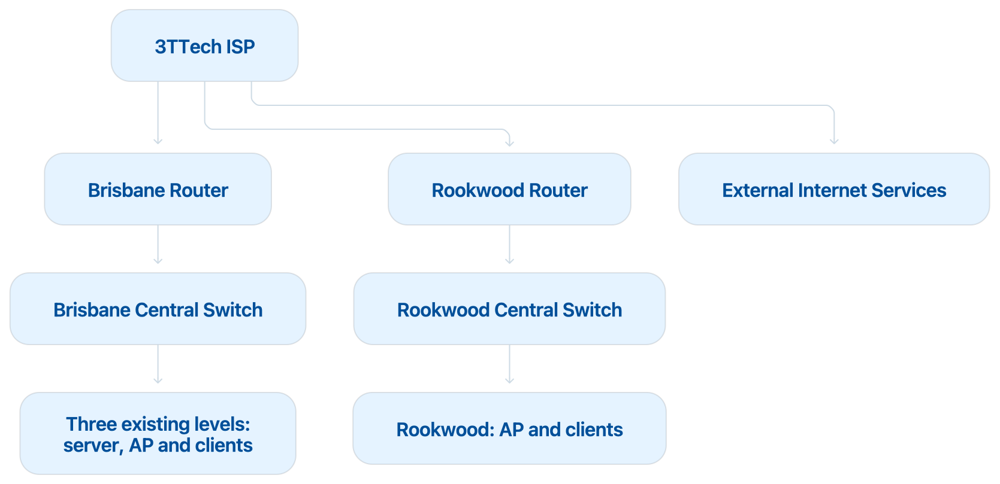 3TTech ISP
Brisbane Router
Rookwood Router
External Internet Services
Brisbane Central Switch
Rookwood Central Switch
Three existing levels:
server, AP and clients
Rookwood: AP and clients